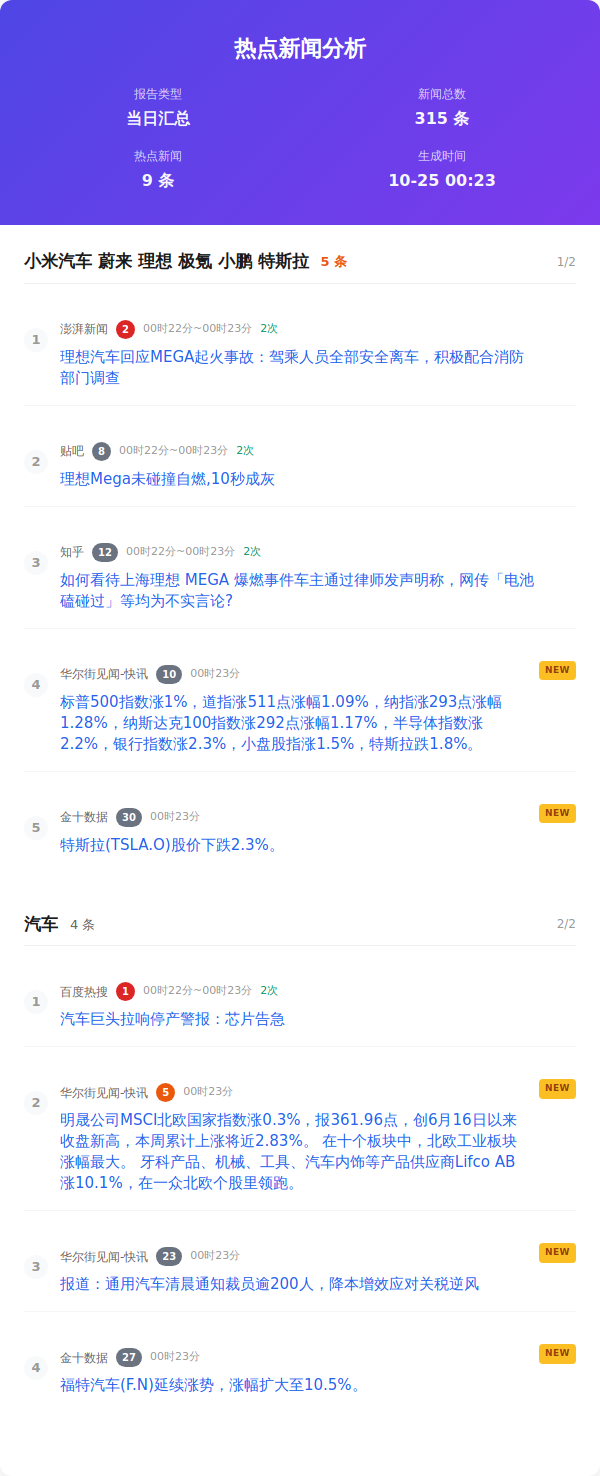 热点新闻分析
报告类型
当日汇总
新闻总数
315 条
热点新闻
9 条
生成时间
10-25 00:23
小米汽车 蔚来 理想 极氪 小鹏 特斯拉 5 条 1/2
1 澎湃新闻 2 00时22分~00时23分 2次
理想汽车回应MEGA起火事故：驾乘人员全部安全离车，积极配合消防
部门调查
2 贴吧 8 00时22分~00时23分 2次
理想Mega未碰撞自燃,10秒成灰
3 知乎 12 00时22分~00时23分 2次
如何看待上海理想 MEGA 爆燃事件车主通过律师发声明称，网传「电池
磕碰过」等均为不实言论?
4 华尔街见闻-快讯 10 00时23分 NEW
标普500指数涨1%，道指涨511点涨幅1.09%，纳指涨293点涨幅
1.28%，纳斯达克100指数涨292点涨幅1.17%，半导体指数涨
2.2%，银行指数涨2.3%，小盘股指涨1.5%，特斯拉跌1.8%。
5 金十数据 30 00时23分 NEW
特斯拉(TSLA.O)股价下跌2.3%。
汽车 4 条 2/2
1 百度热搜 1 00时22分~00时23分 2次
汽车巨头拉响停产警报：芯片告急
2 华尔街见闻-快讯 5 00时23分 NEW
明晟公司MSCI北欧国家指数涨0.3%，报361.96点，创6月16日以来
收盘新高，本周累计上涨将近2.83%。 在十个板块中，北欧工业板块
涨幅最大。 牙科产品、机械、工具、汽车内饰等产品供应商Lifco AB
涨10.1%，在一众北欧个股里领跑。
3 华尔街见闻-快讯 23 00时23分 NEW
报道：通用汽车清晨通知裁员逾200人，降本增效应对关税逆风
4 金十数据 27 00时23分 NEW
福特汽车(F.N)延续涨势，涨幅扩大至10.5%。